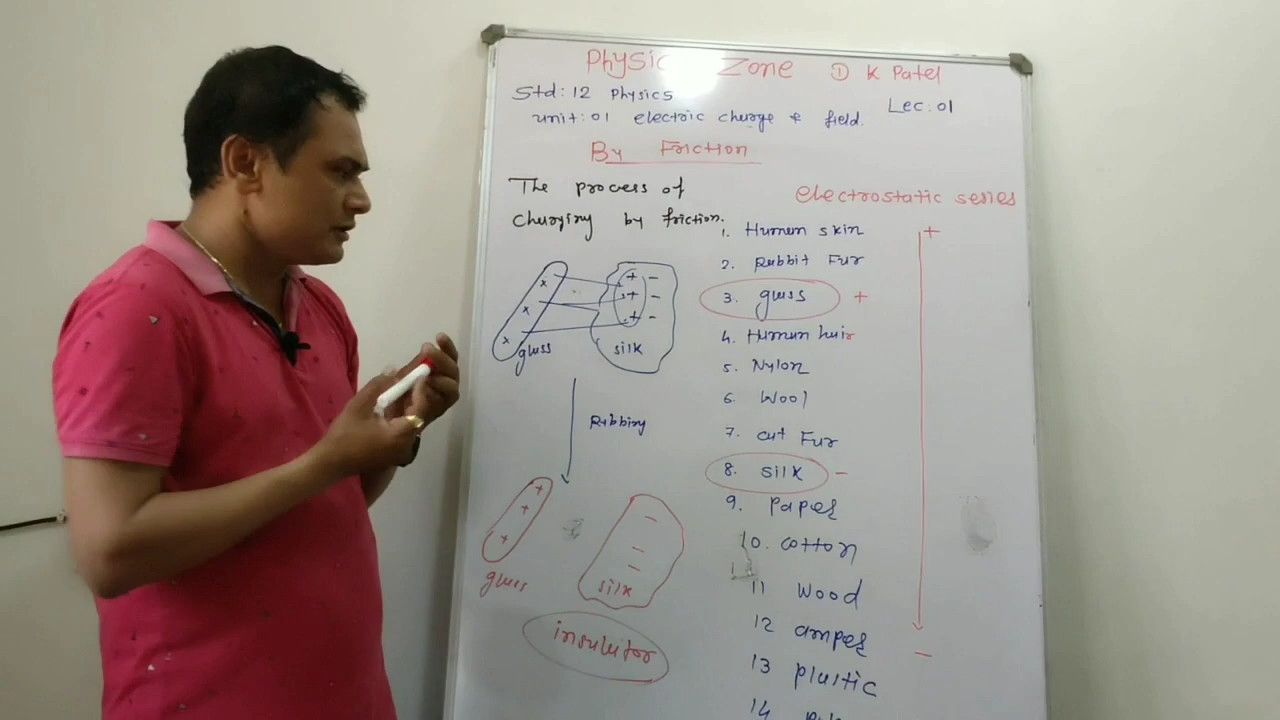 Physic Zone D K Patel
Std: 12 Physics
Lec: 01
unit: 01 electric charge & field.
By Friction
The process of
charging by friction.
electrostatic series
1. Human skin
2. Rabbit Fur
3. glass +
4. Human hair
5. Nylon
6. Wool
7. cat Fur
8. silk -
9. Paper
10. cotton
11 wood
12 amper
13 plastic
14
+
-
+ -
+ -
+ -
glass
silk
Rubbing
+
+
+
-
-
-
glass
silk
insulator